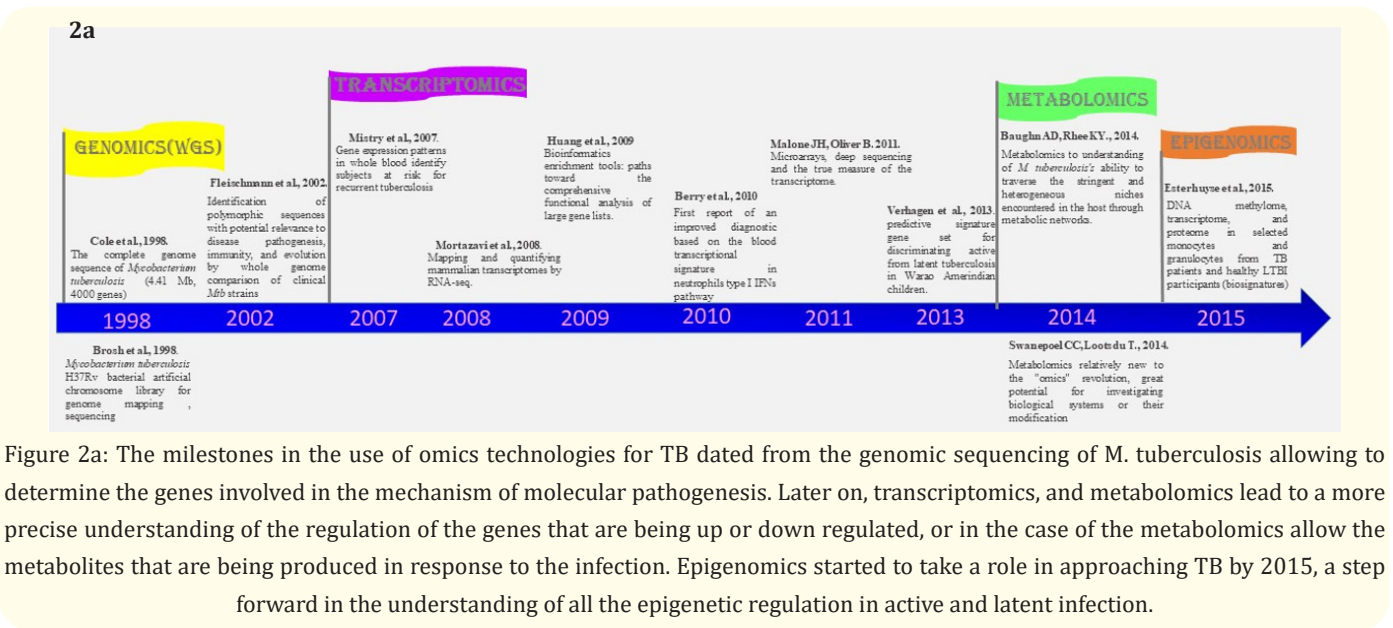 2a
GENOMICS(WGS)
TRANSCRIPTOMICS
METABOLOMICS
EPIGENOMICS
Cole et al., 1998.
The complete genome
sequence of Mycobacterium
tuberculosis (4.41 Mb,
4000 genes)
Fleischmann et al., 2002.
Identification of
polymorphic sequences
with potential relevance to
disease pathogenesis,
immunity, and evolution
by whole genome
comparison of clinical
Mtb strains
Mistry et al., 2007.
Gene expression patterns
in whole blood identify
subjects at risk for
recurrent tuberculosis
Mortazavi et al., 2008.
Mapping and quantifying
mammalian transcriptomes by
RNA-seq.
Huang et al., 2009
Bioinformatics
enrichment tools: paths
toward the
comprehensive
functional analysis of
large gene lists.
Berry et al., 2010
First report of an
improved diagnostic
based on the blood
transcriptional
signature in
neutrophils type I IFNs
pathway
Malone JH, Oliver B. 2011.
Microarrays, deep sequencing
and the true measure of the
transcriptome.
Verhagen et al., 2013.
predictive signature
gene set for
discriminating active
from latent tuberculosis
in Warao Amerindian
children.
Baughn AD, Rhee KY., 2014.
Metabolomics to understanding
of M tuberculosis's ability to
traverse the stringent and
heterogeneous niches
encountered in the host through
metabolic networks.
Esterhuyse et al., 2015.
DNA methylome,
transcriptome, and
proteome in selected
monocytes and
granulocytes from TB
patients and healthy LTBI
participants (biosignatures)
1998 2002 2007 2008 2009 2010 2011 2013 2014 2015
Brosh et al., 1998.
Mycobacterium tuberculosis
H37Rv bacterial artificial
chromosome library for
genome mapping ,
sequencing
Swanepoel CC, Loots du T., 2014.
Metabolomics relatively new to
the "omics" revolution, great
potential for investigating
biological systems or their
modification
Figure 2a: The milestones in the use of omics technologies for TB dated from the genomic sequencing of M. tuberculosis allowing to
determine the genes involved in the mechanism of molecular pathogenesis. Later on, transcriptomics, and metabolomics lead to a more
precise understanding of the regulation of the genes that are being up or down regulated, or in the case of the metabolomics allow the
metabolites that are being produced in response to the infection. Epigenomics started to take a role in approaching TB by 2015, a step
forward in the understanding of all the epigenetic regulation in active and latent infection.